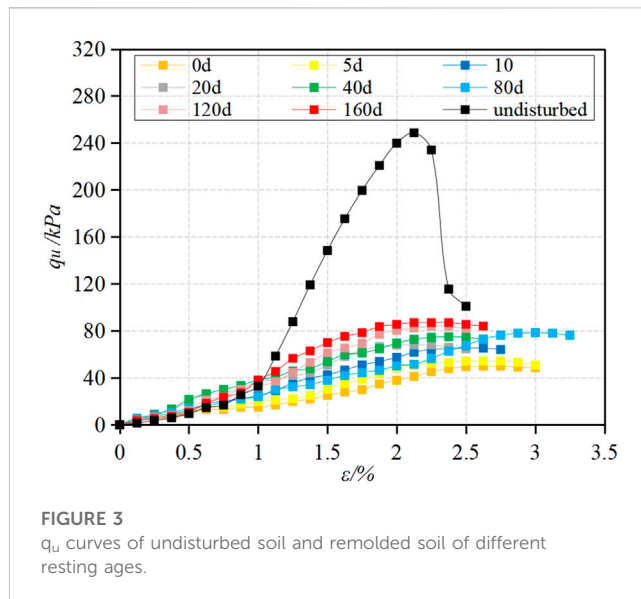 320
280
240
200
160
120
80
40
0
qu /kPa
0d 5d 10
20d 40d 80d
120d 160d undisturbed
0 0.5 1 1.5 2 2.5 3 3.5
ε/%
FIGURE 3
qu curves of undisturbed soil and remolded soil of different
resting ages.